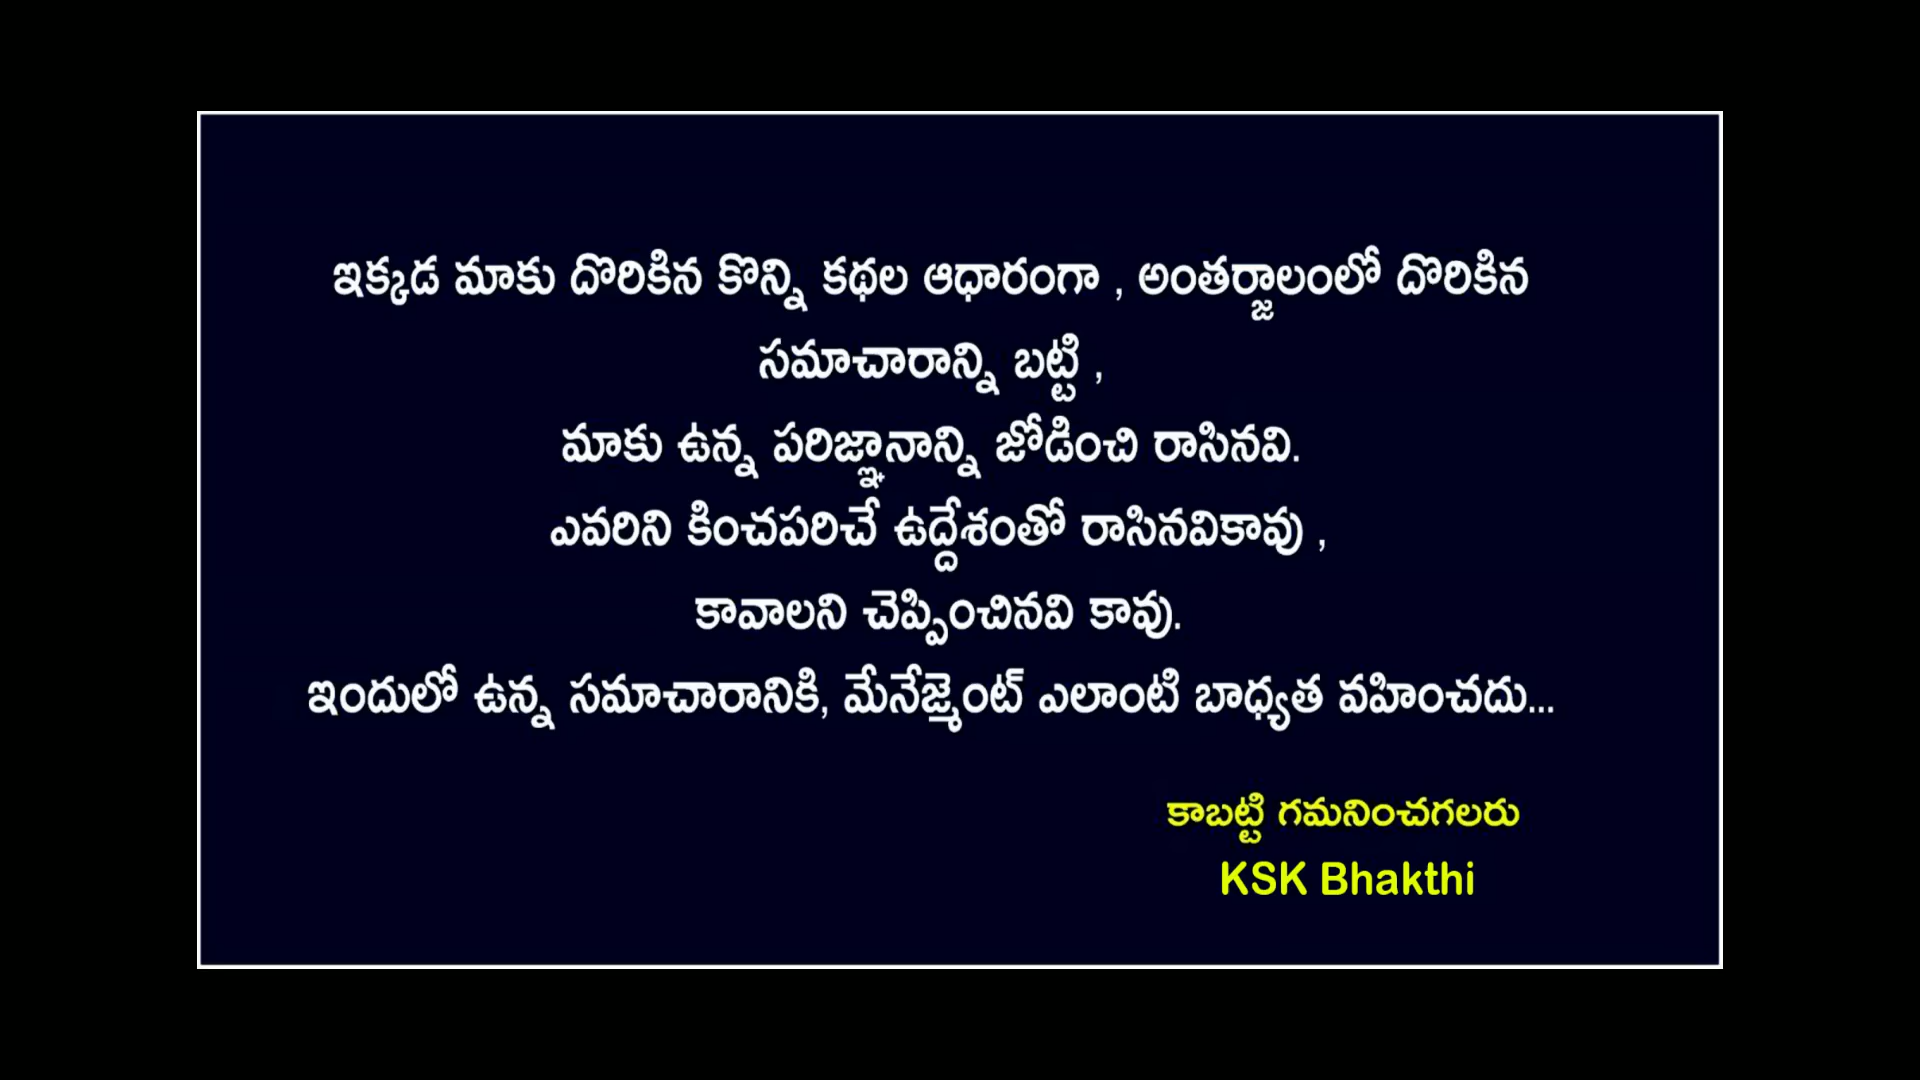 ఇక్కడ మాకు దొరికిన కొన్ని కథల ఆధారంగా , అంతర్జాలంలో దొరికిన
సమాచారాన్ని బట్టి ,
మాకు ఉన్న పరిజ్ఞానాన్ని జోడించి రాసినవి.
ఎవరిని కించపరిచే ఉద్దేశంతో రాసినవికావు ,
కావాలని చెప్పించినవి కావు.
ఇందులో ఉన్న సమాచారానికి, మేనేజ్మెంట్ ఎలాంటి బాధ్యత వహించదు...
కాబట్టి గమనించగలరు
KSK Bhakthi